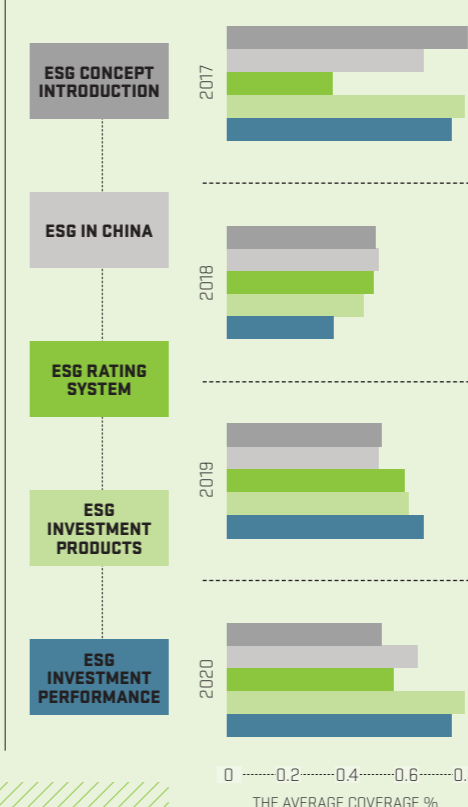 ESG CONCEPT
INTRODUCTION
ESG IN CHINA
ESG RATING
SYSTEM
ESG
INVESTMENT
PRODUCTS
ESG
INVESTMENT
PERFORMANCE
2017
2018
2019
2020
0 0.2 0.4 0.6 0.
THE AVERAGE COVERAGE %